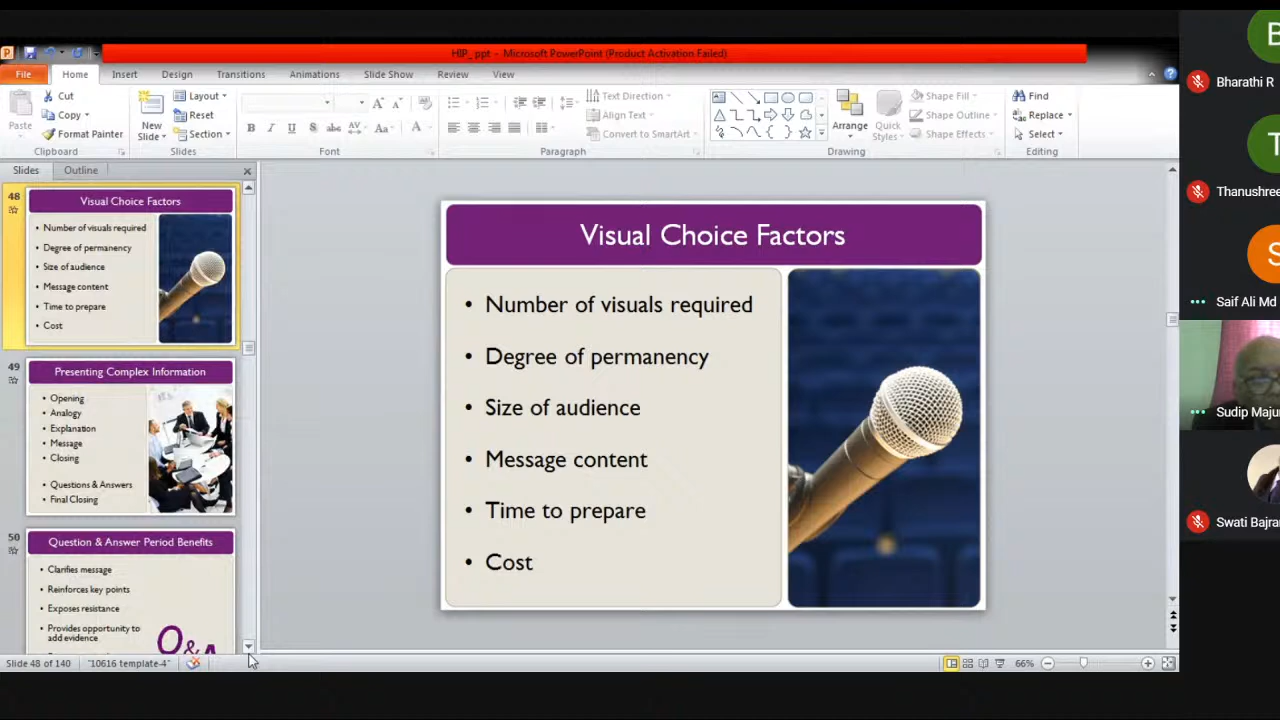 HIP_ ppt - Microsoft PowerPoint (Product Activation Failed)
File Home Insert Design Transitions Animations Slide Show Review View
Paste
Cut
Copy
Format Painter
Clipboard
New
Slide
Layout
Reset
Section
Slides
Font
Text Direction
Align Text
Convert to SmartArt
Paragraph
Arrange
Quick
Styles
Shape Fill
Shape Outline
Shape Effects
Drawing
Find
Replace
Select
Editing
Slides Outline
48
Visual Choice Factors
• Number of visuals required
• Degree of permanency
• Size of audience
• Message content
• Time to prepare
• Cost
49
Presenting Complex Information
• Opening
• Analogy
• Explanation
• Message
• Closing
• Questions & Answers
• Final Closing
50
Question & Answer Period Benefits
• Clarifies message
• Reinforces key points
• Exposes resistance
• Provides opportunity to
add evidence
Q&A
Visual Choice Factors
• Number of visuals required
• Degree of permanency
• Size of audience
• Message content
• Time to prepare
• Cost
Slide 48 of 140 "10616 template-4" 66%
B
Bharathi R
T
Thanushree
S
Saif Ali Md
Sudip Maju
Swati Bajra